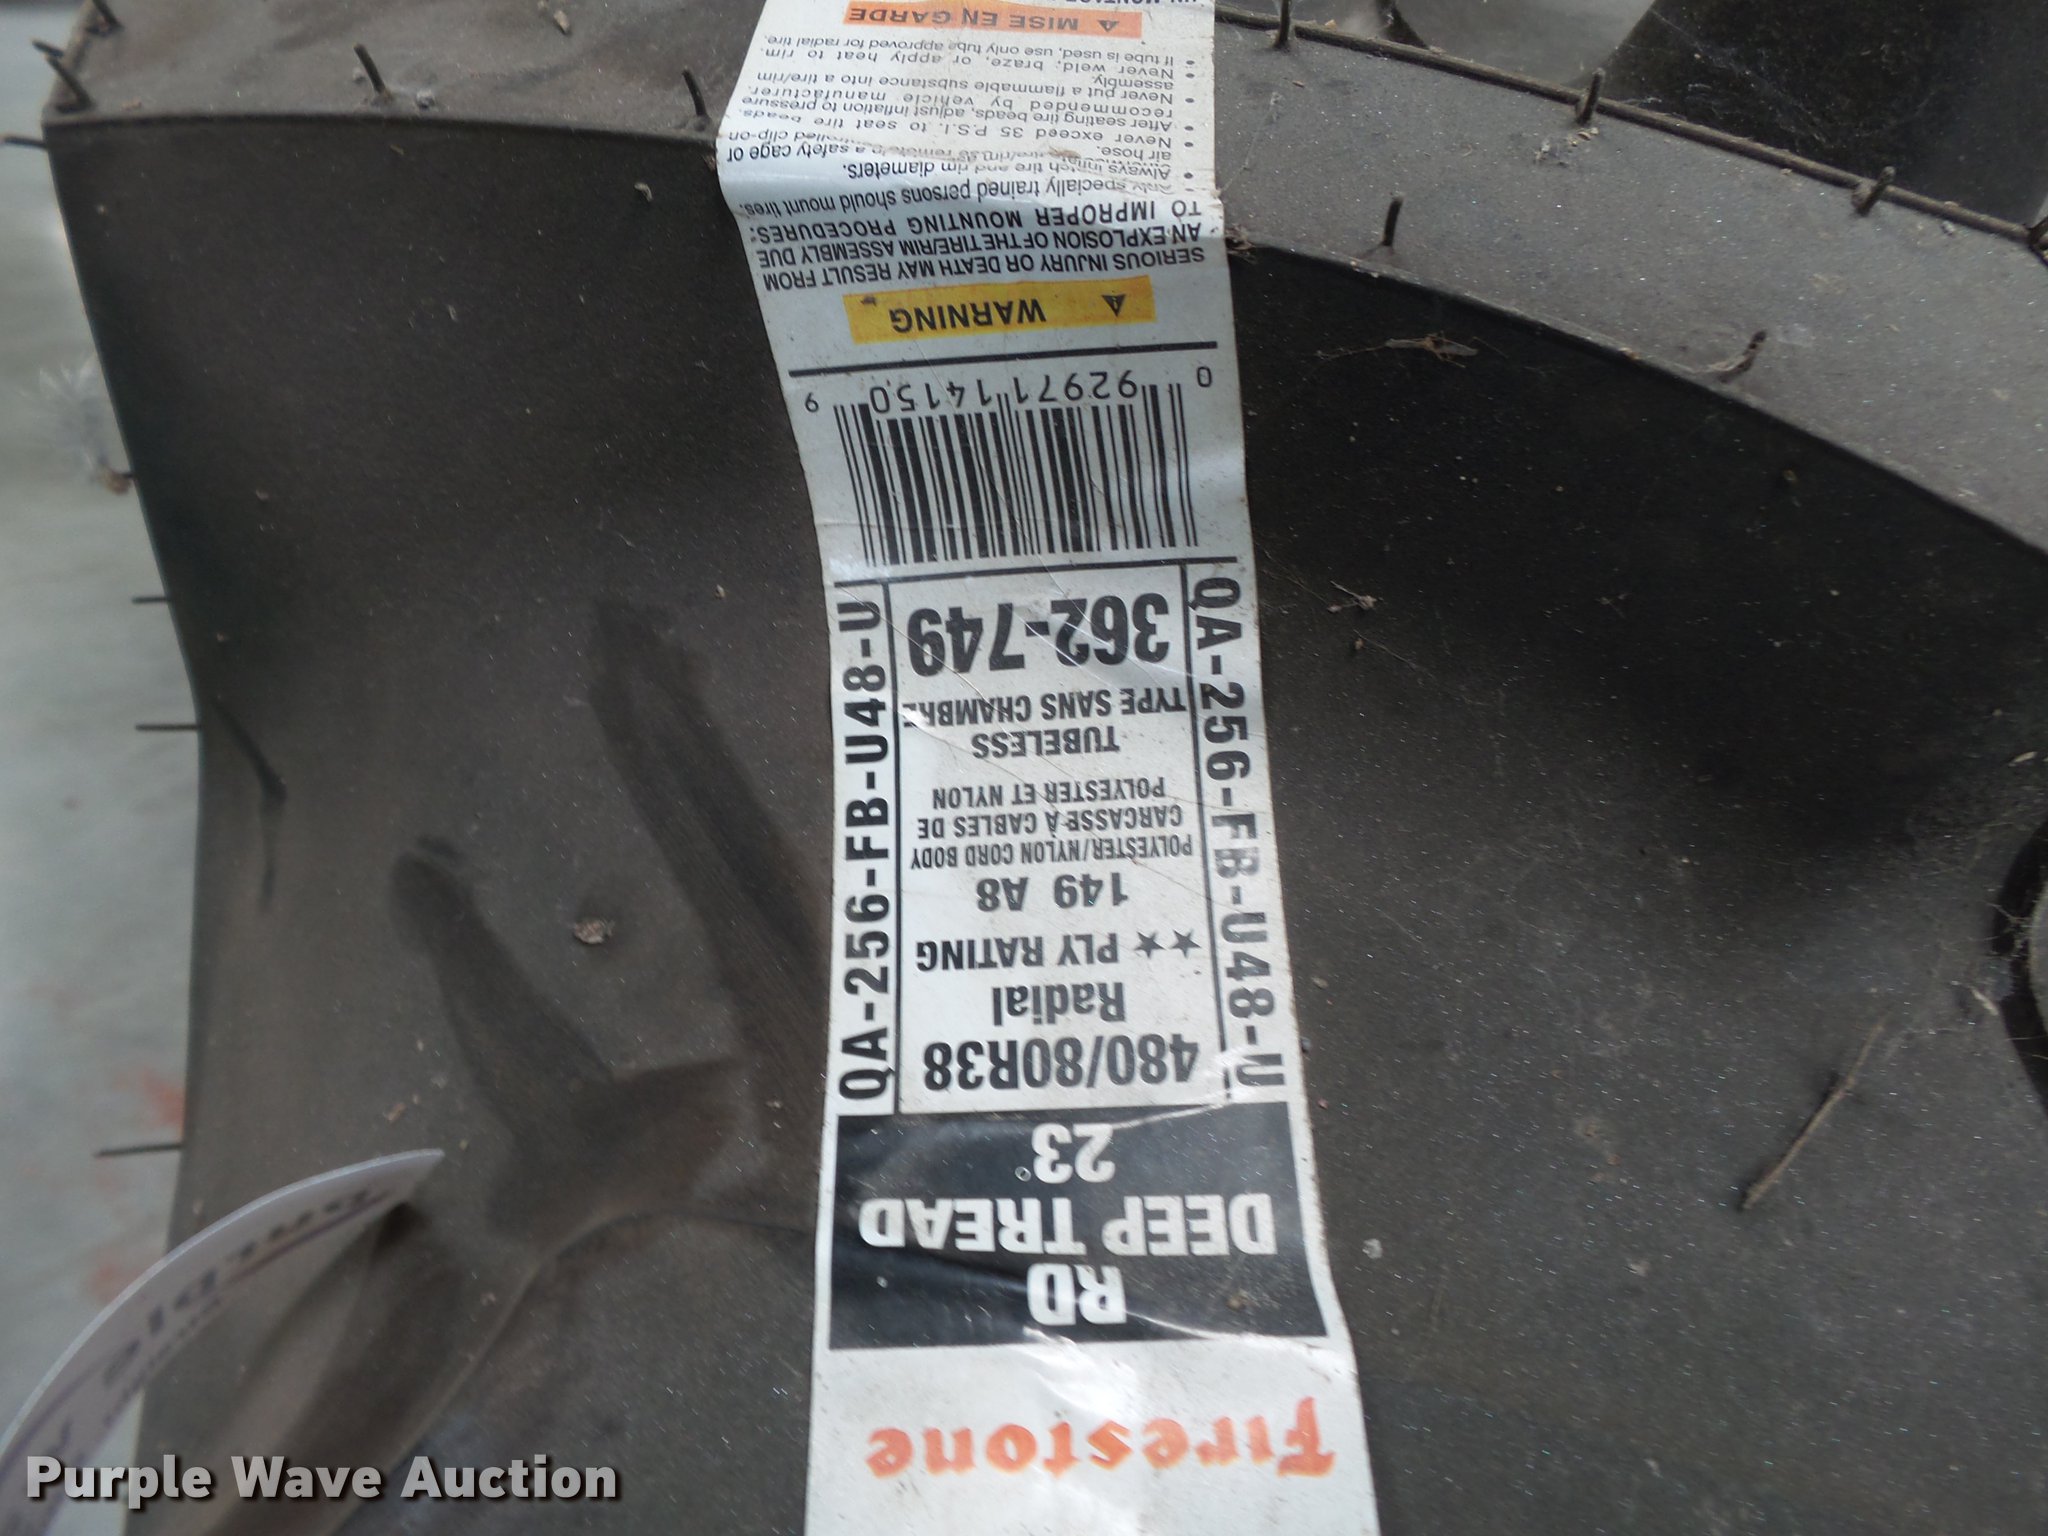 Firestone
RD
DEEP TREAD
23°
480/80R38
Radial
★★ PLY RATING
149 A8
POLYESTER/NYLON CORD BODY
CARCASSE À CABLES DE
POLYESTER ET NYLON
TUBELESS
TYPE SANS CHAMBRE
362-749
QA-256-FB-U48-U
QA-256-FB-U48-U
0 92971 14150 9
WARNING
SERIOUS INJURY OR DEATH MAY RESULT FROM
AN EXPLOSION OF THE TIRE/RIM ASSEMBLY DUE
TO IMPROPER MOUNTING PROCEDURES:
Only specially trained persons should mount tires.
• Always match tire and rim diameters.
a safety cage or
clip-on
air hose.
• Never exceed 35 P.S.I. to seat tire beads.
• After seating tire beads, adjust inflation to pressure
recommended by vehicle manufacturer.
• Never put a flammable substance into a tire/rim
assembly.
• Never weld, braze, or apply heat to rim.
• If tube is used, use only tube approved for radial tire.
MISE EN GARDE
Purple Wave Auction